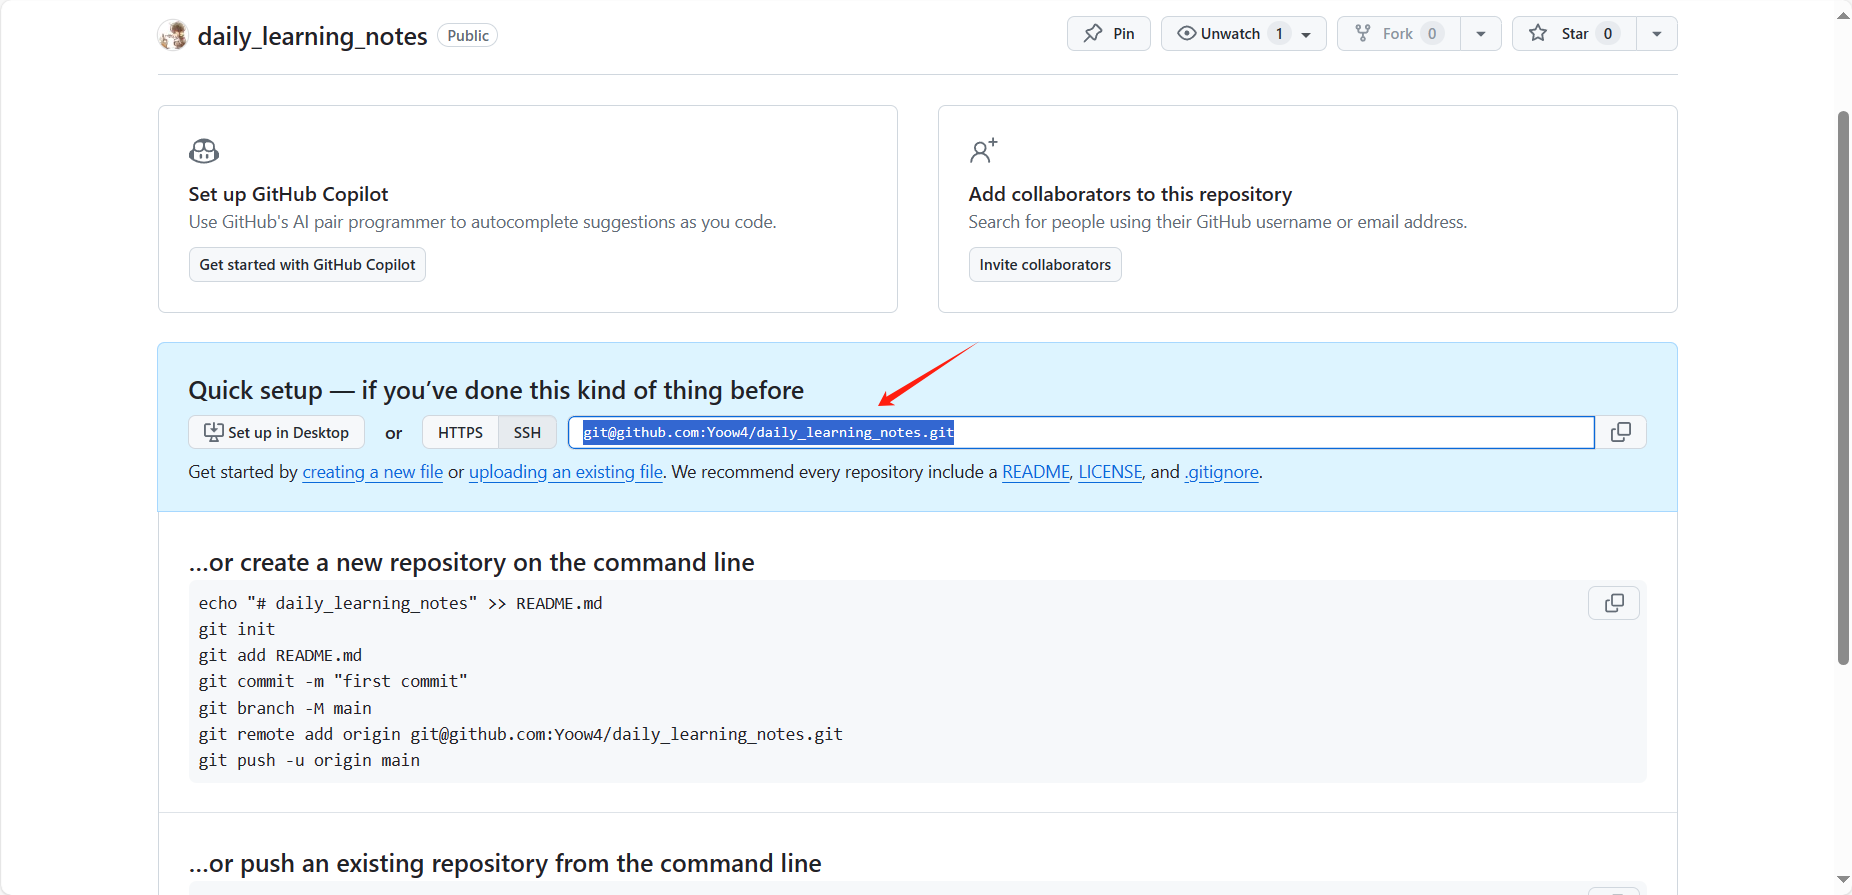 daily_learning_notes Public Pin Unwatch 1 Fork 0 Star 0
Set up GitHub Copilot
Use GitHub's AI pair programmer to autocomplete suggestions as you code.
Get started with GitHub Copilot
Add collaborators to this repository
Search for people using their GitHub username or email address.
Invite collaborators
Quick setup — if you’ve done this kind of thing before
Set up in Desktop or HTTPS SSH git@github.com:Yoow4/daily_learning_notes.git
Get started by creating a new file or uploading an existing file. We recommend every repository include a README, LICENSE, and .gitignore.
…or create a new repository on the command line
echo "# daily_learning_notes" >> README.md
git init
git add README.md
git commit -m "first commit"
git branch -M main
git remote add origin git@github.com:Yoow4/daily_learning_notes.git
git push -u origin main
…or push an existing repository from the command line